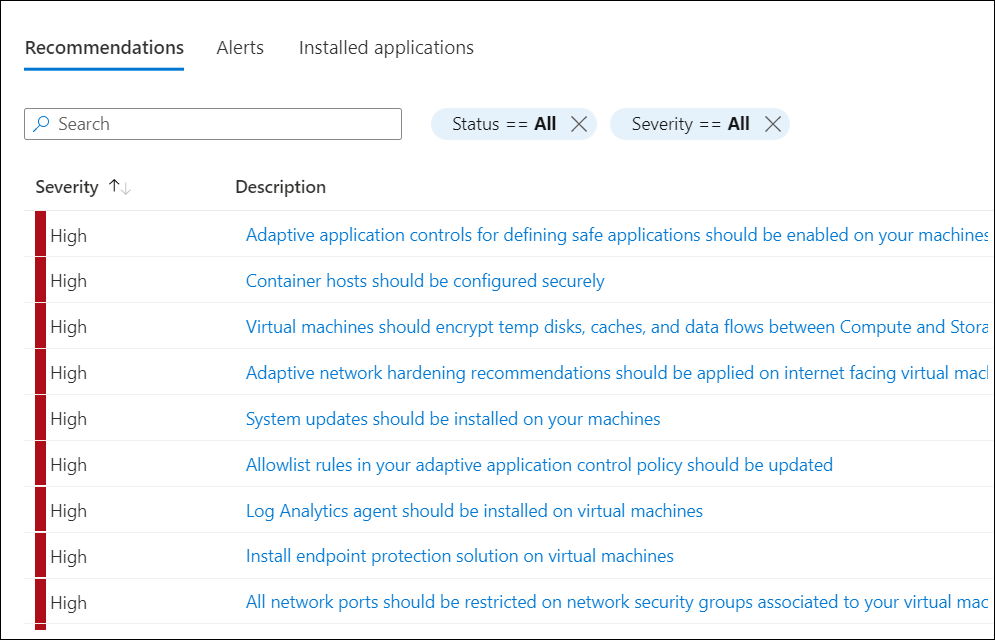 Recommendations Alerts Installed applications
Search Status == All Severity == All
Severity Description
High Adaptive application controls for defining safe applications should be enabled on your machines
High Container hosts should be configured securely
High Virtual machines should encrypt temp disks, caches, and data flows between Compute and Stora
High Adaptive network hardening recommendations should be applied on internet facing virtual mac
High System updates should be installed on your machines
High Allowlist rules in your adaptive application control policy should be updated
High Log Analytics agent should be installed on virtual machines
High Install endpoint protection solution on virtual machines
High All network ports should be restricted on network security groups associated to your virtual mac